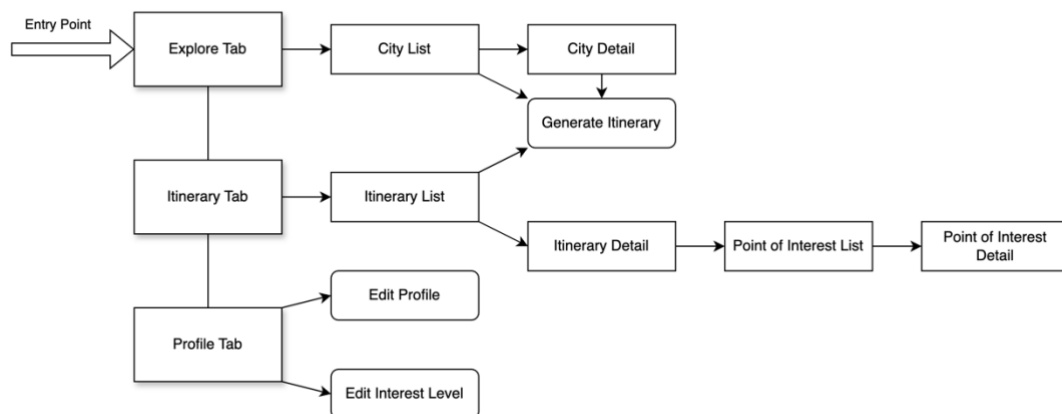 Entry Point
Explore Tab
City List
City Detail
Generate Itinerary
Itinerary Tab
Itinerary List
Itinerary Detail
Point of Interest List
Point of Interest
Detail
Edit Profile
Profile Tab
Edit Interest Level